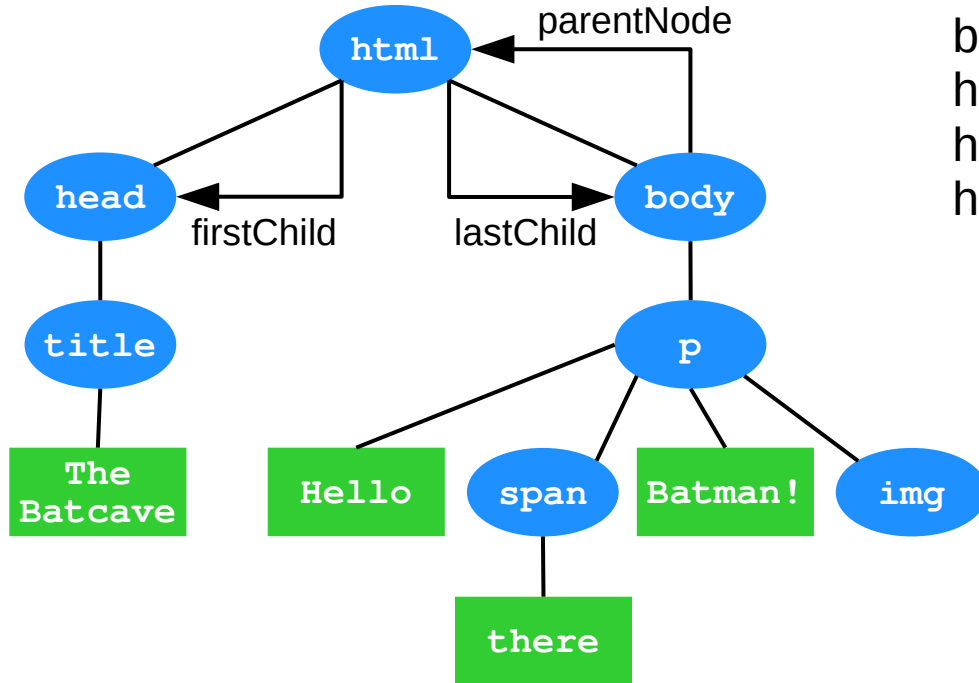 parentNode
html
b
h
h
h
head
body
firstChild
lastChild
title
p
The
Batcave
Hello
span
Batman!
img
there